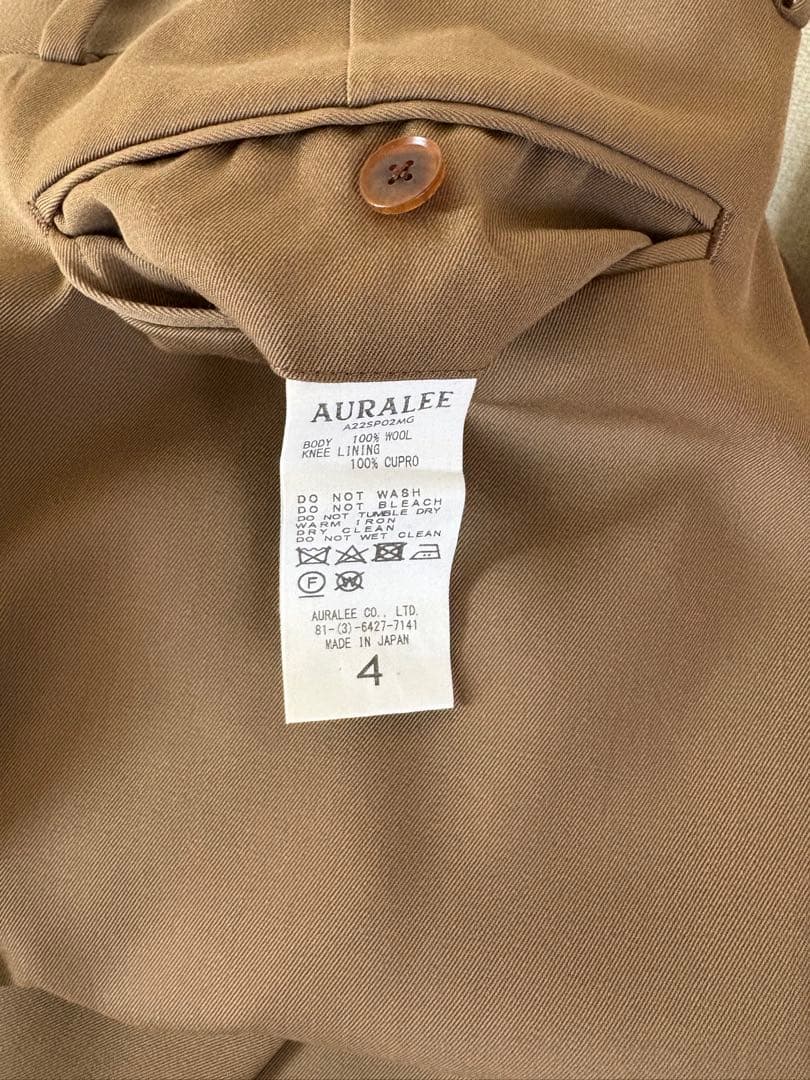 AURALEE
A22SP02MG
BODY 100% WOOL
KNEE LINING
100% CUPRO
DO NOT WASH
DO NOT BLEACH
DO NOT TUMBLE DRY
WARM IRON
DRY CLEAN
DO NOT WET CLEAN
F W
AURALEE CO., LTD.
81-(3)-6427-7141
MADE IN JAPAN
4